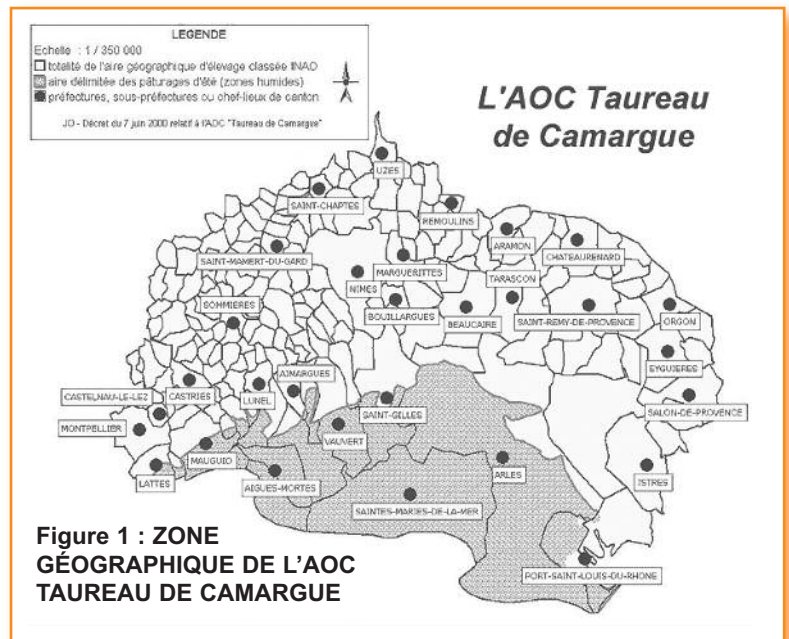 LEGENDE
Echelle : 1 / 350 000
totalité de l'aire géographique d'élevage classée INAO
aire délimitée des pâturages d'été (zones humides)
préfectures, sous-préfectures ou chef-lieux de canton
JO - Décret du 7 juin 2000 relatif à l'AOC "Taureau de Camargue"
L'AOC Taureau
de Camargue
UZES
SAINT-CHAPTES
REMOULINS
ARAMON
CHATEAURENARD
SAINT-MAMERT-DU-GARD
MARGUERITTES
TARASCON
NIMES
SOMMIERES
BOUILLARGUES
BEAUCAIRE
SAINT-REMY-DE-PROVENCE
ORGON
EYGUIERES
AIMARGUES
CASTELNAU-LE-LEZ
CASTRIES
LUNEL
SAINT-GILLES
SALON-DE-PROVENCE
MONTPELLIER
VAUVERT
MAUGUIO
LATTES
AIGUES-MORTES
ARLES
ISTRES
SAINTES-MARIES-DE-LA-MER
PORT-SAINT-LOUIS-DU-RHONE
Figure 1 : ZONE
GÉOGRAPHIQUE DE L'AOC
TAUREAU DE CAMARGUE